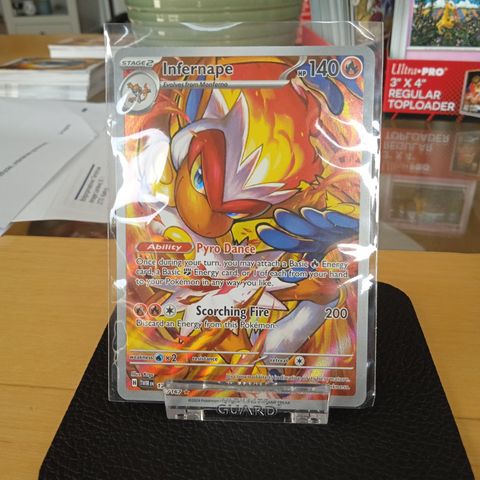 STAGE 2
Infernape
HP 140
Evolves from Monferno
Ultra·PRO®
3" X 4"
REGULAR
TOPLOADER
Ability Pyro Dance
Once during your turn, you may attach a Basic Energy
card, a Basic Energy card, or 1 of each from your hand
to your Pokémon in any way you like.
Scorching Fire 200
Discard an Energy from this Pokémon.
weakness x2 resistance retreat
/167
GUARD